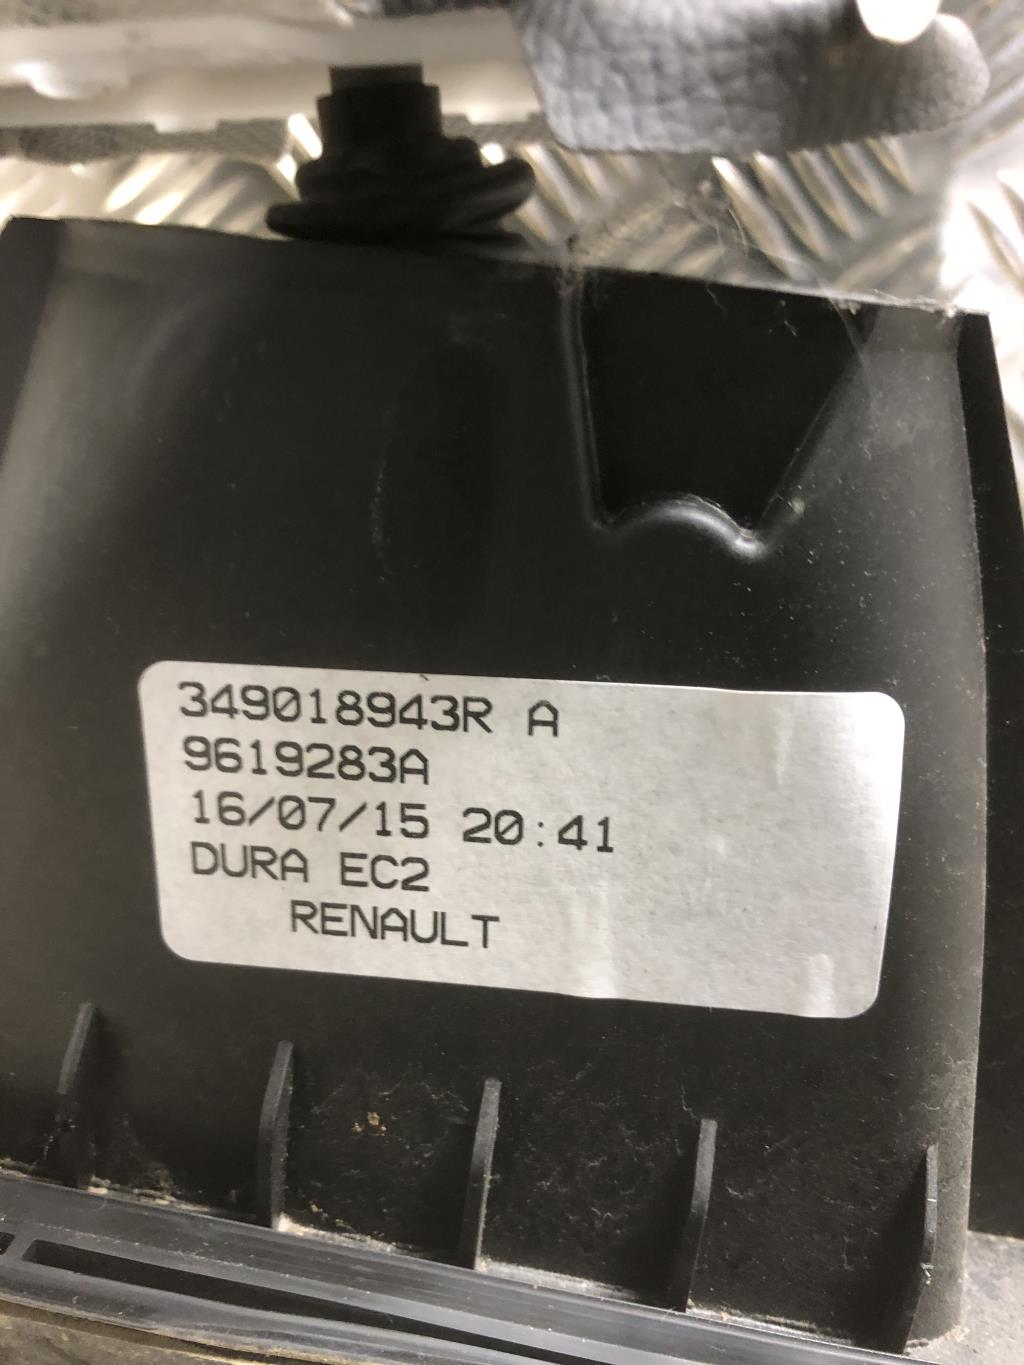 349018943R A
9619283A
16/07/15 20:41
DURA EC2
RENAULT